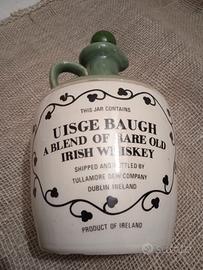 THIS JAR CONTAINS
UISGE BAUGH
A BLEND OF RARE OLD
IRISH WHISKEY
SHIPPED AND BOTTLED BY
TULLAMORE DEW COMPANY
DUBLIN IRELAND
PRODUCT OF IRELAND
subito